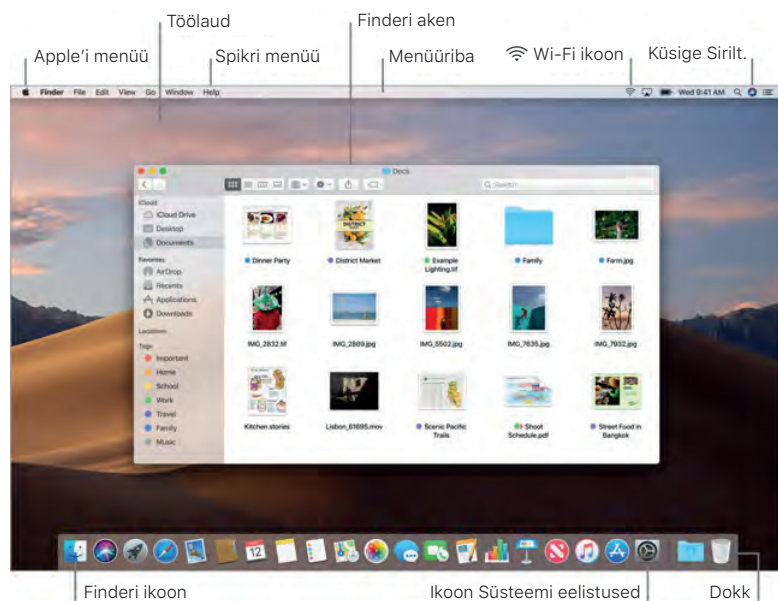 Töölaud
Finderi aken
Apple'i menüü
Spikri menüü
Menüüriba
Wi-Fi ikoon
Küsige Sirilt.
Finder File Edit View Go Window Help
Wed 9:41 AM
Docs
Search
iCloud
iCloud Drive
Desktop
Documents
Favorites
AirDrop
Recents
Applications
Downloads
Locations
Tags
Important
Home
School
Work
Travel
Family
Music
Dinner Party
District Market
Example
Lighting.tif
Family
Farm.jpg
IMG_2832.tif
IMG_2889.jpg
IMG_5502.jpg
IMG_7635.jpg
IMG_7932.jpg
Kitchen stories
Lisbon_61695.mov
Scenic Pacific
Trails
Shoot
Schedule.pdf
Street Food in
Bangkok
DISTRICT
12
Finderi ikoon
Ikoon Süsteemi eelistused
Dokk